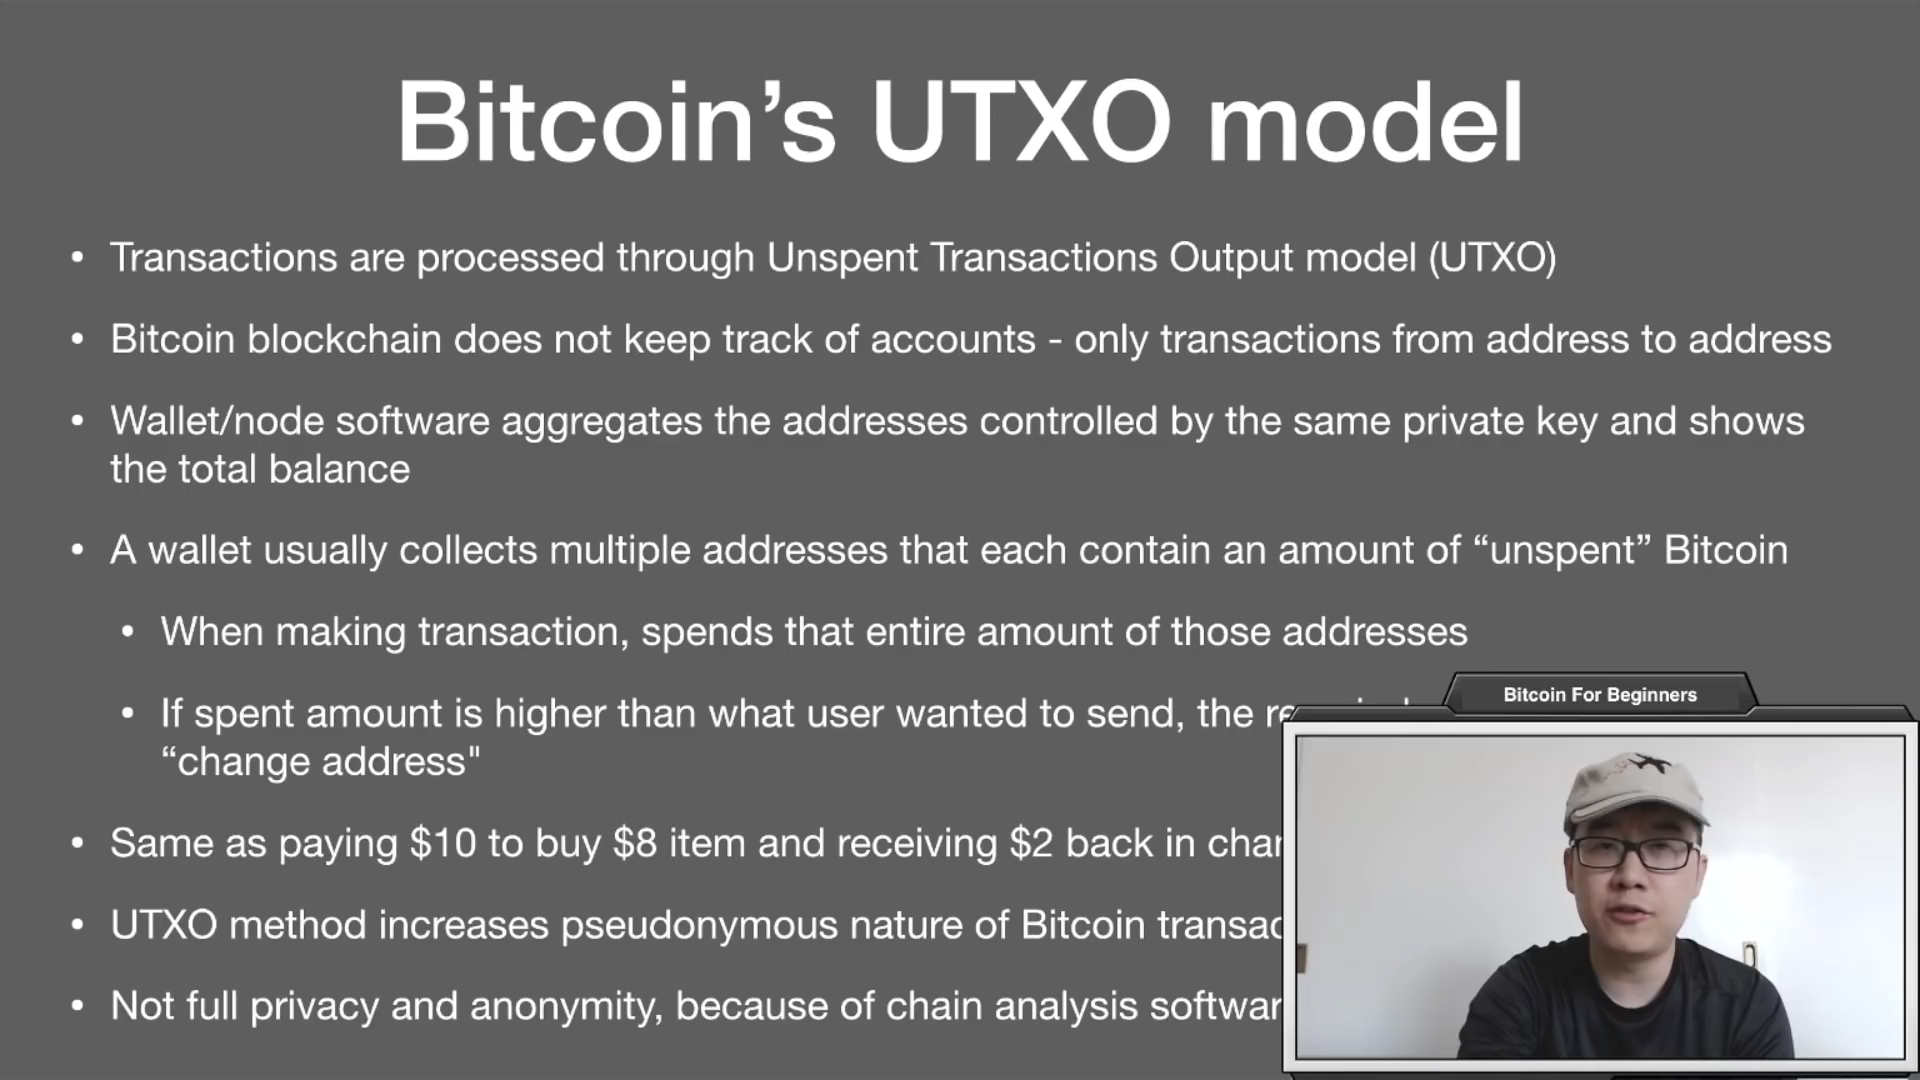 Bitcoin’s UTXO model
• Transactions are processed through Unspent Transactions Output model (UTXO)
• Bitcoin blockchain does not keep track of accounts - only transactions from address to address
• Wallet/node software aggregates the addresses controlled by the same private key and shows
the total balance
• A wallet usually collects multiple addresses that each contain an amount of “unspent” Bitcoin
• When making transaction, spends that entire amount of those addresses
• If spent amount is higher than what user wanted to send, the
“change address"
• Same as paying $10 to buy $8 item and receiving $2 back in
• UTXO method increases pseudonymous nature of Bitcoin
• Not full privacy and anonymity, because of chain analysis
Bitcoin For Beginners